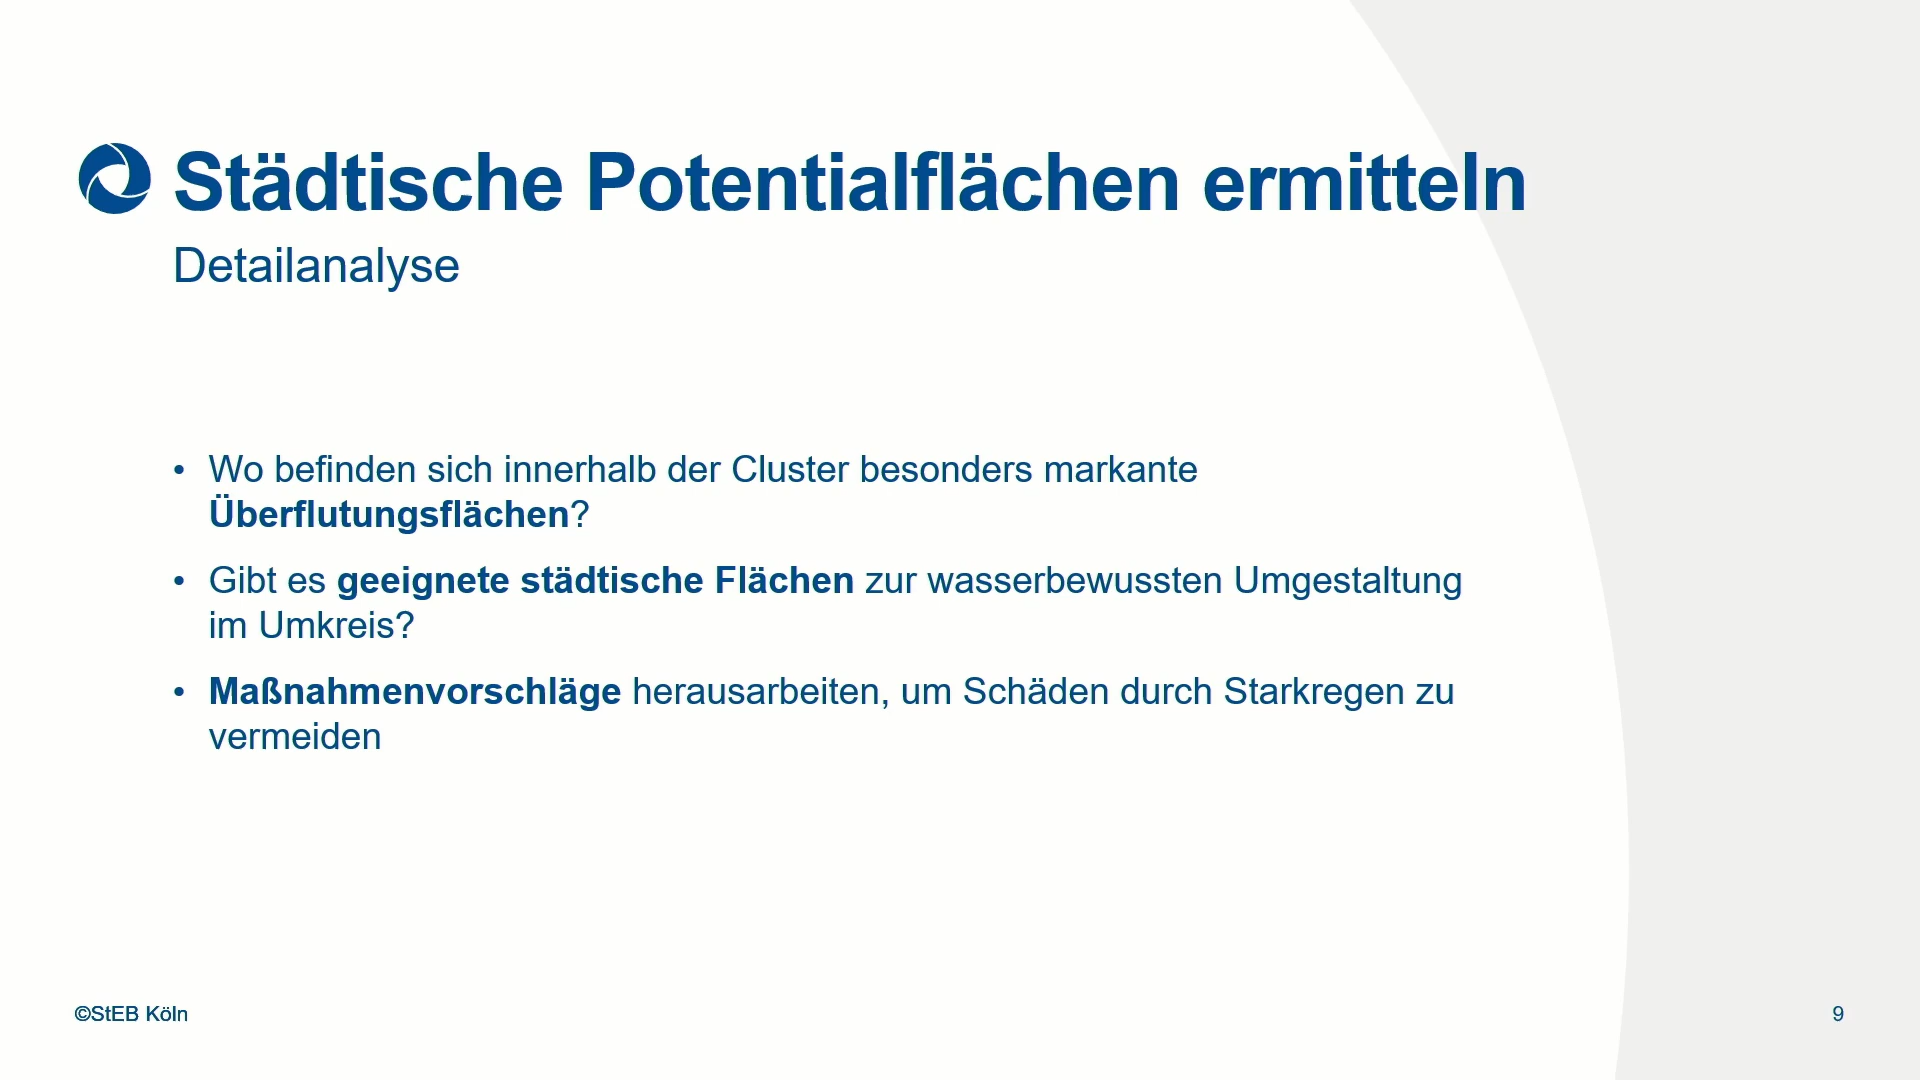 Städtische Potentialflächen ermitteln
Detailanalyse
• Wo befinden sich innerhalb der Cluster besonders markante
Überflutungsflächen?
• Gibt es geeignete städtische Flächen zur wasserbewussten Umgestaltung
im Umkreis?
• Maßnahmenvorschläge herausarbeiten, um Schäden durch Starkregen zu
vermeiden
©StEB Köln
9